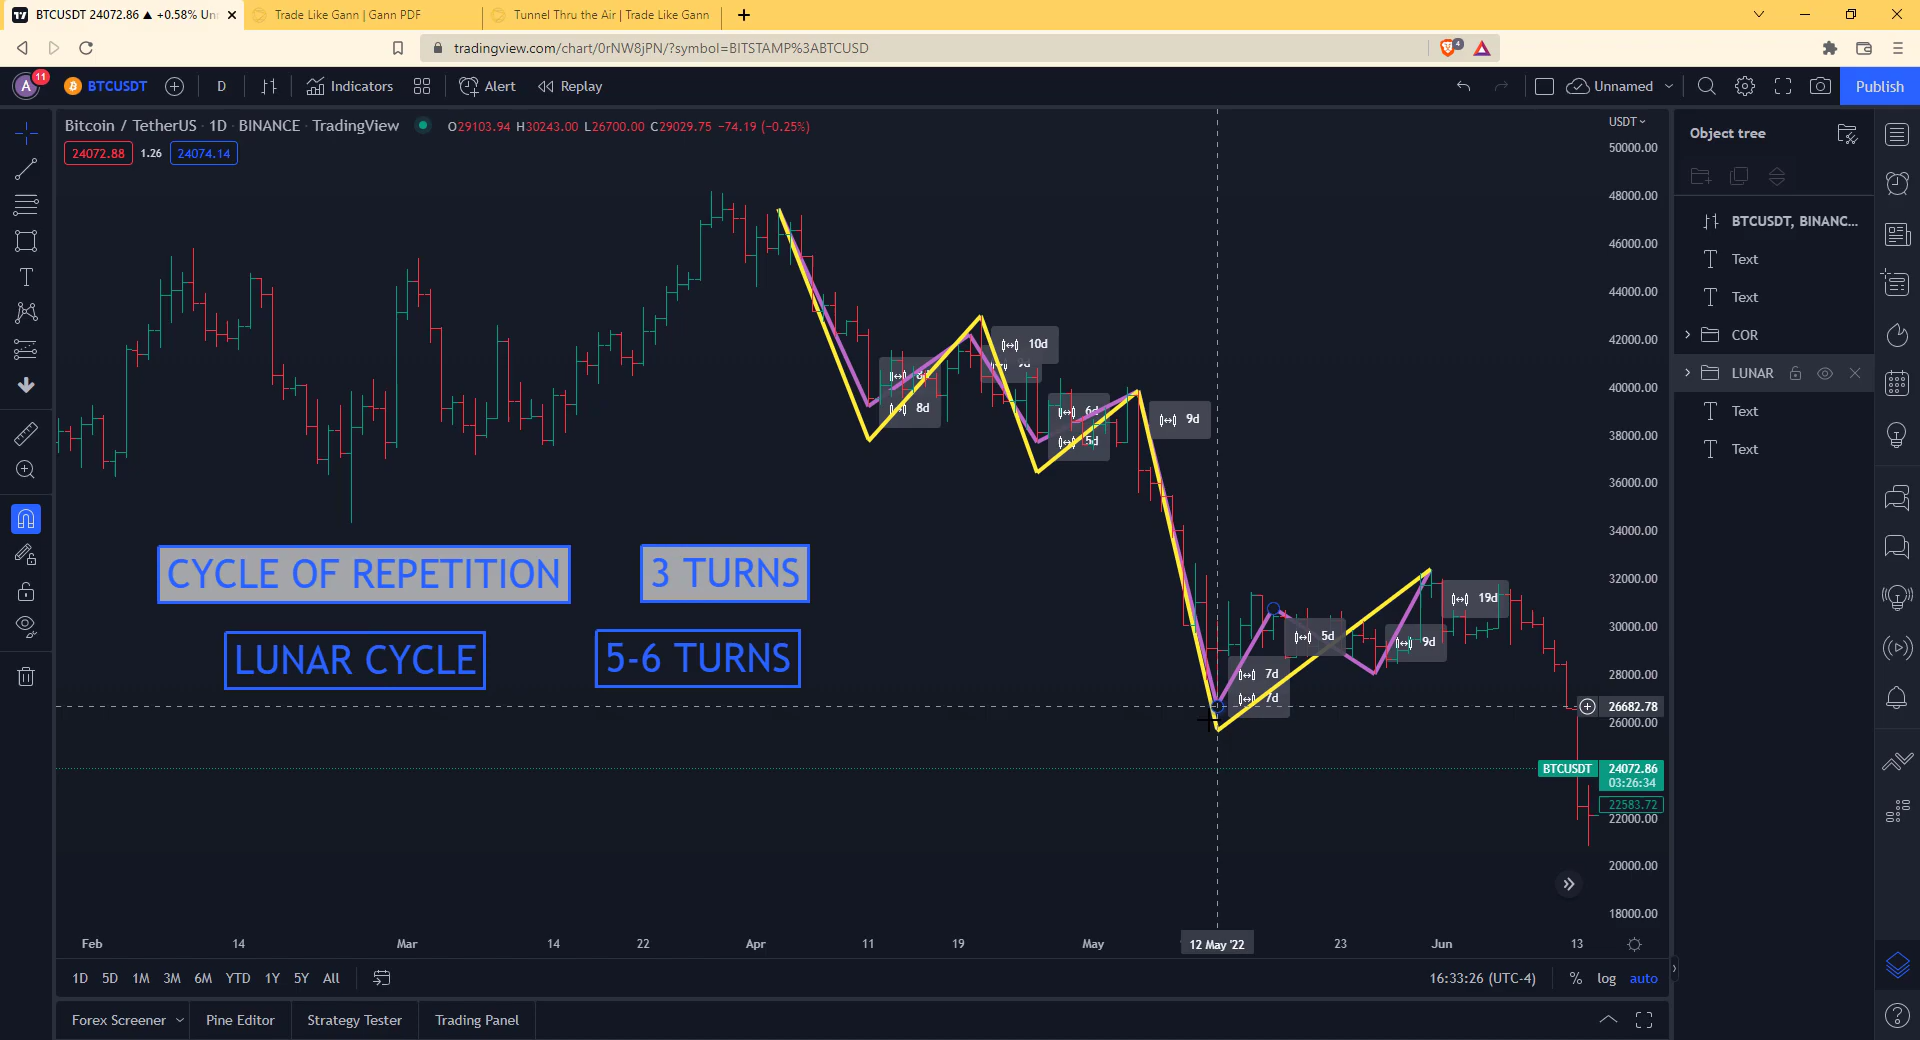 BTCUSDT 24072.86 ▲ +0.58% Un
Trade Like Gann | Gann PDF
Tunnel Thru the Air | Trade Like Gann
tradingview.com/chart/0rNW8jPN/?symbol=BITSTAMP%3ABTCUSD
4
A
11
BTCUSDT
D
Indicators
Alert
Replay
Unnamed
Publish
Bitcoin / TetherUS · 1D · BINANCE · TradingView
O29103.94 H30243.00 L26700.00 C29029.75 −74.19 (−0.25%)
24072.88
1.26
24074.14
USDT
50000.00
48000.00
46000.00
44000.00
42000.00
40000.00
38000.00
36000.00
34000.00
32000.00
30000.00
28000.00
26682.78
26000.00
BTCUSDT
24072.86
03:26:34
22583.72
22000.00
20000.00
18000.00
10d
9d
8d
8d
6d
5d
9d
19d
5d
9d
7d
7d
CYCLE OF REPETITION
3 TURNS
LUNAR CYCLE
5-6 TURNS
Feb
14
Mar
14
22
Apr
11
19
May
12 May '22
23
Jun
13
1D
5D
1M
3M
6M
YTD
1Y
5Y
All
16:33:26 (UTC-4)
%
log
auto
Forex Screener
Pine Editor
Strategy Tester
Trading Panel
Object tree
BTCUSDT, BINANC...
Text
Text
COR
LUNAR
Text
Text